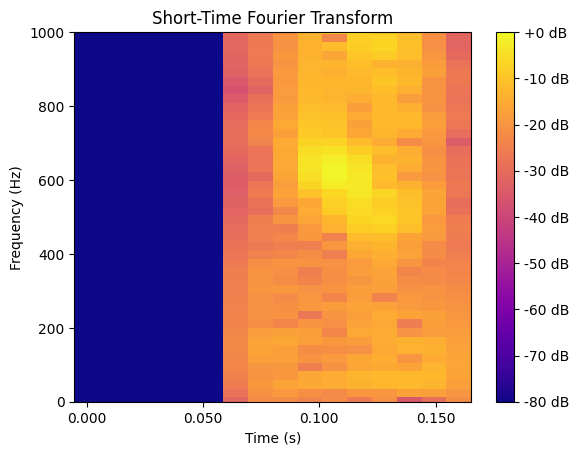 Short-Time Fourier Transform
1000
800
600
400
200
0
Frequency (Hz)
0.000
0.050
0.100
0.150
Time (s)
+0 dB
-10 dB
-20 dB
-30 dB
-40 dB
-50 dB
-60 dB
-70 dB
-80 dB